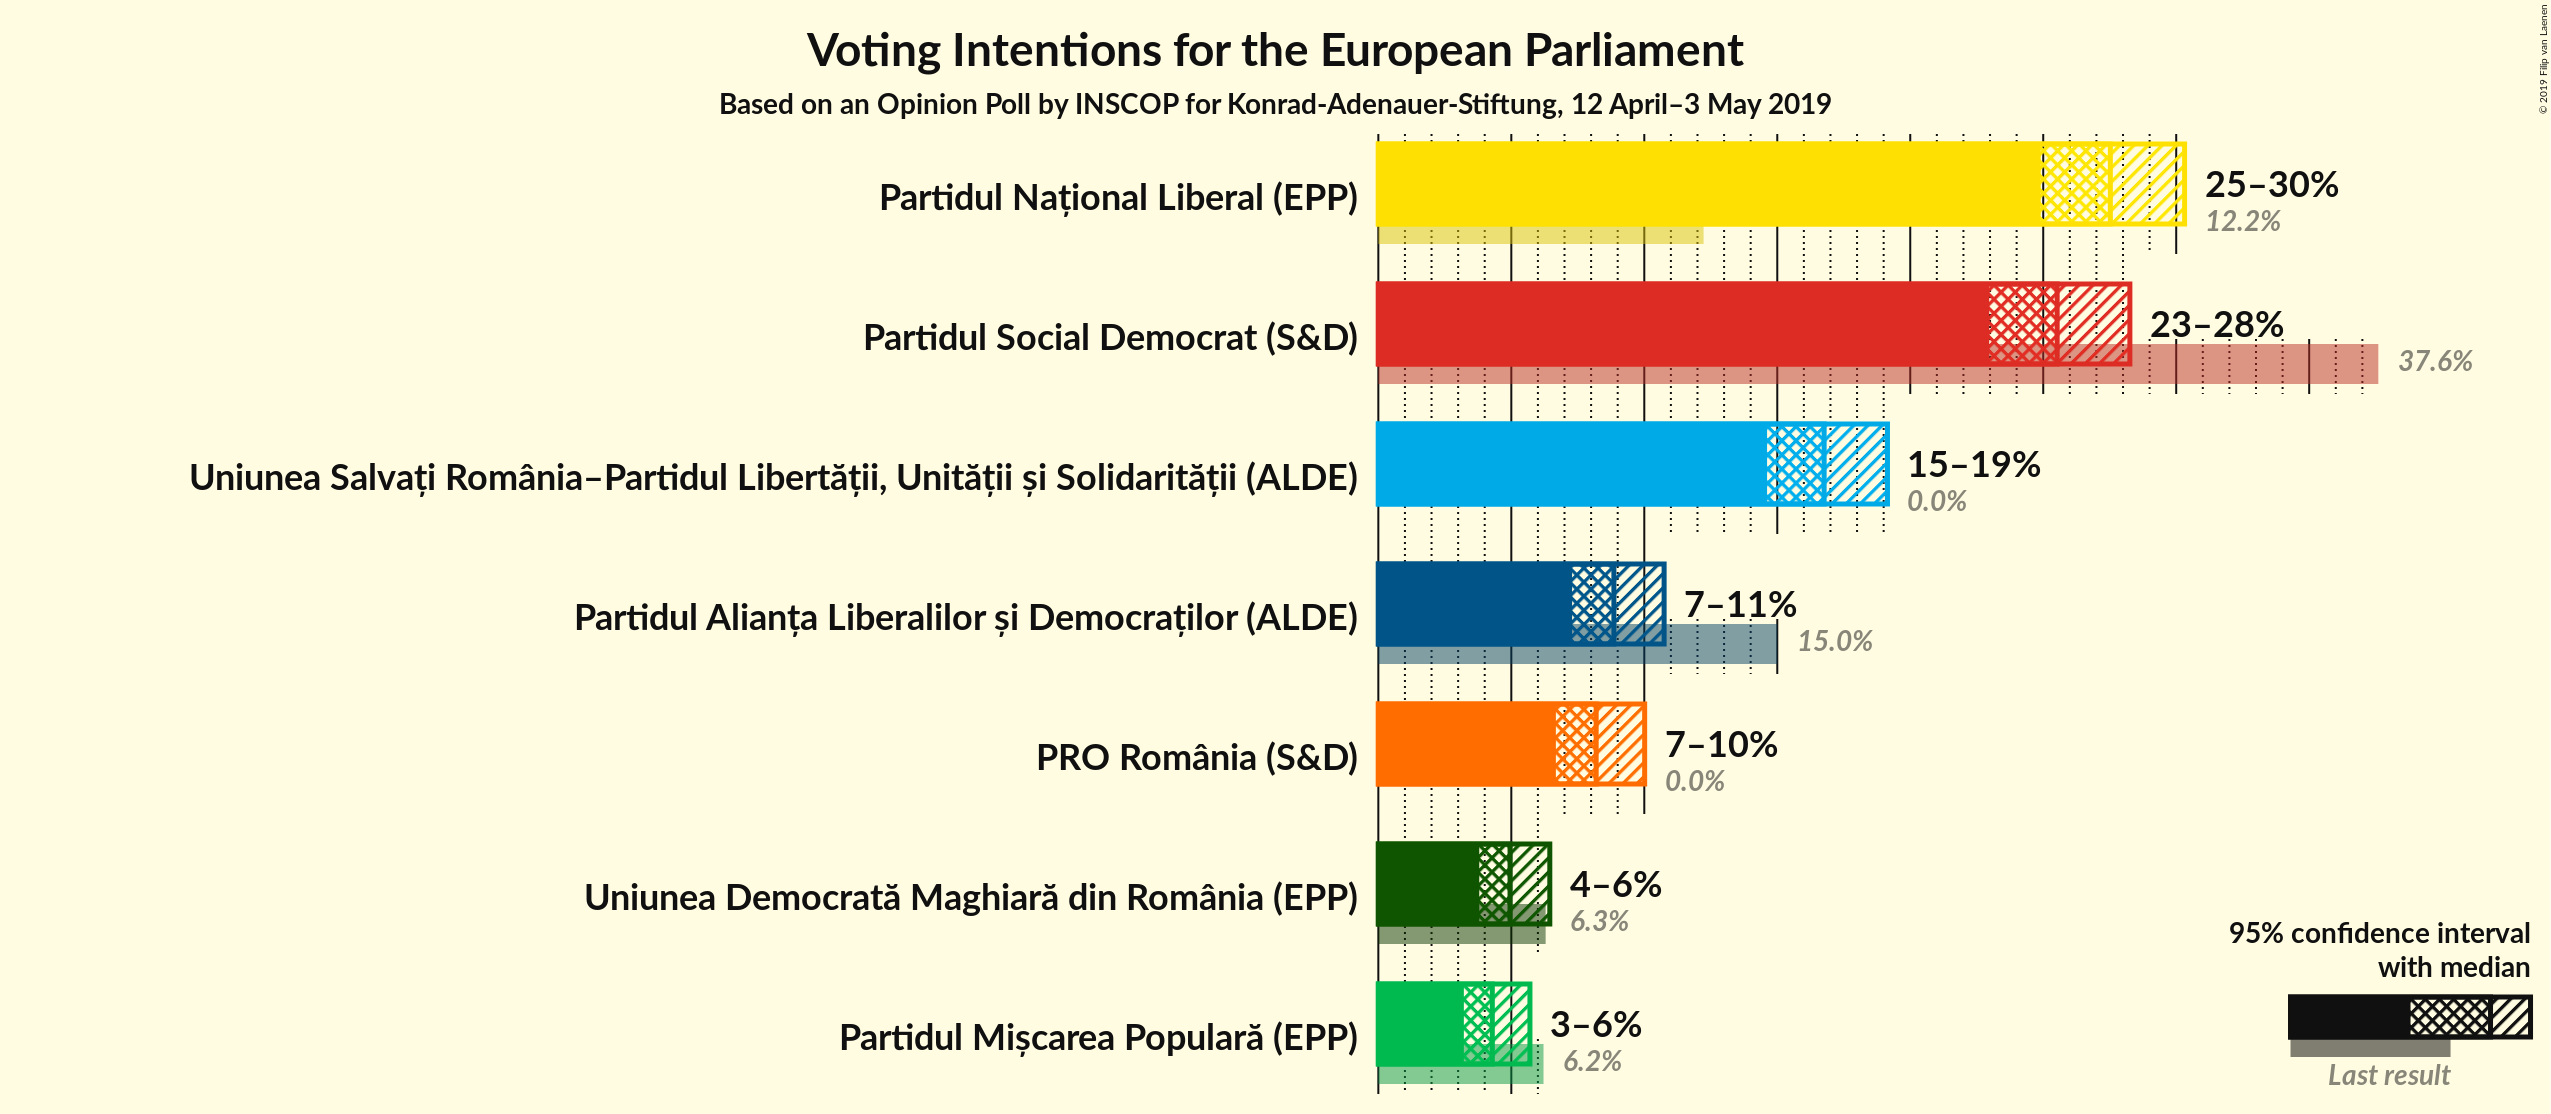 Voting Intentions for the European Parliament
Based on an Opinion Poll by INSCOP for Konrad-Adenauer-Stiftung, 12 April–3 May 2019
© 2019 Filip van Laenen
Partidul Național Liberal (EPP)
25–30%
12.2%
Partidul Social Democrat (S&D)
23–28%
37.6%
Uniunea Salvați România–Partidul Libertății, Unității și Solidarității (ALDE)
15–19%
0.0%
Partidul Alianța Liberalilor și Democraților (ALDE)
7–11%
15.0%
PRO România (S&D)
7–10%
0.0%
Uniunea Democrată Maghiară din România (EPP)
4–6%
6.3%
Partidul Mișcarea Populară (EPP)
3–6%
6.2%
95% confidence interval
with median
Last result